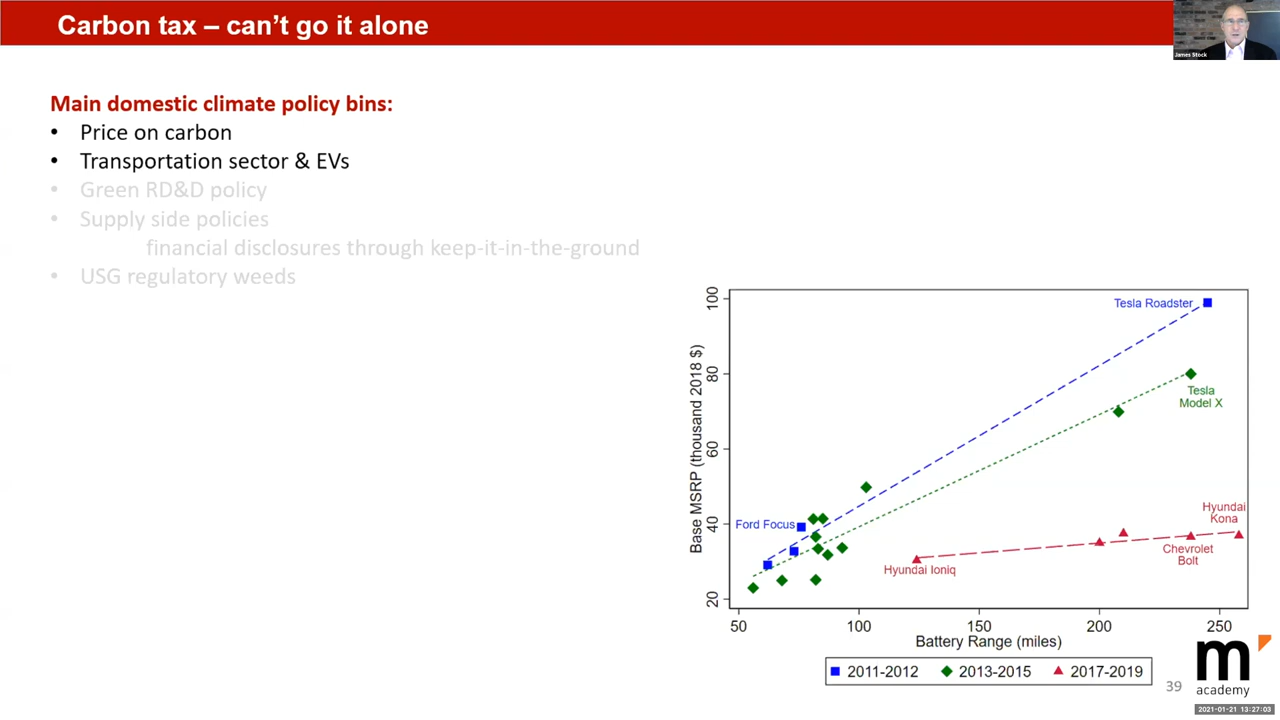 Carbon tax – can't go it alone
James Stock
Main domestic climate policy bins:
• Price on carbon
• Transportation sector & EVs
• Green RD&D policy
• Supply side policies
financial disclosures through keep-it-in-the-ground
• USG regulatory weeds
Base MSRP (thousand 2018 $)
100
80
60
40
20
Tesla Roadster
Tesla
Model X
Ford Focus
Hyundai
Kona
Chevrolet
Bolt
Hyundai Ioniq
50 100 150 200 250
Battery Range (miles)
2011-2012 2013-2015 2017-2019
39
m
academy
2021-01-21 13:27:03